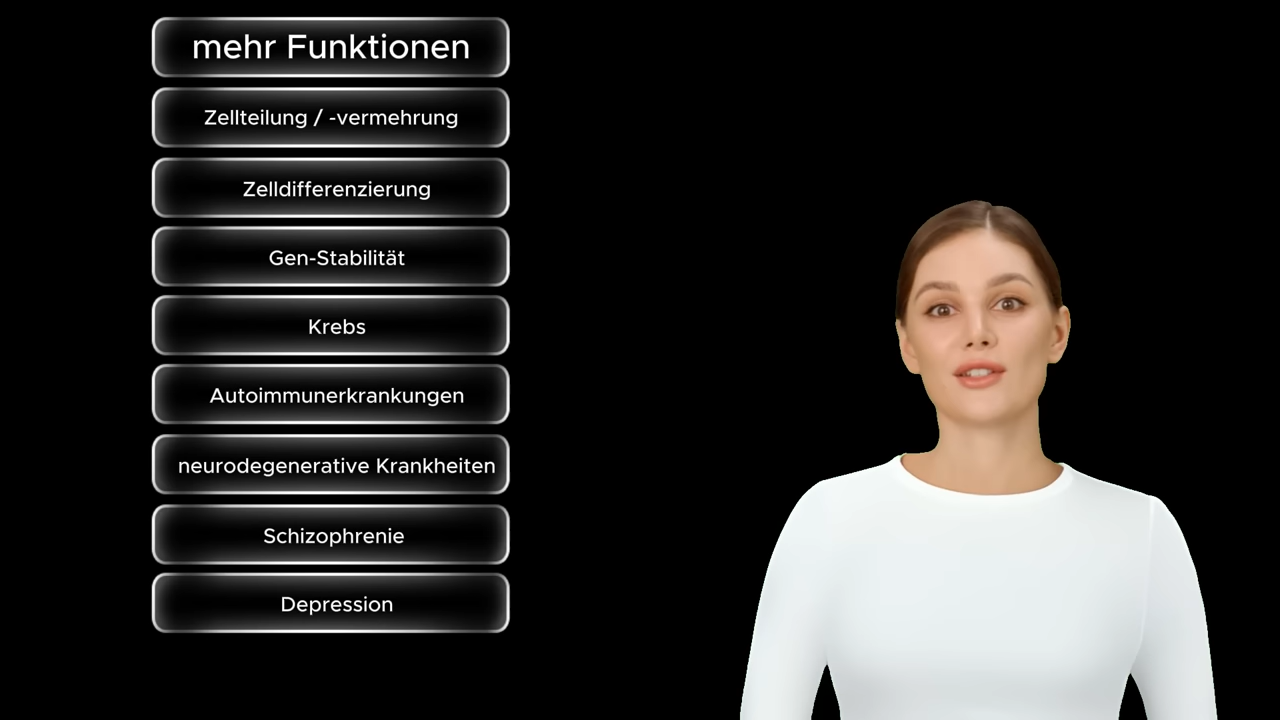 mehr Funktionen
Zellteilung / -vermehrung
Zelldifferenzierung
Gen-Stabilität
Krebs
Autoimmunerkrankungen
neurodegenerative Krankheiten
Schizophrenie
Depression